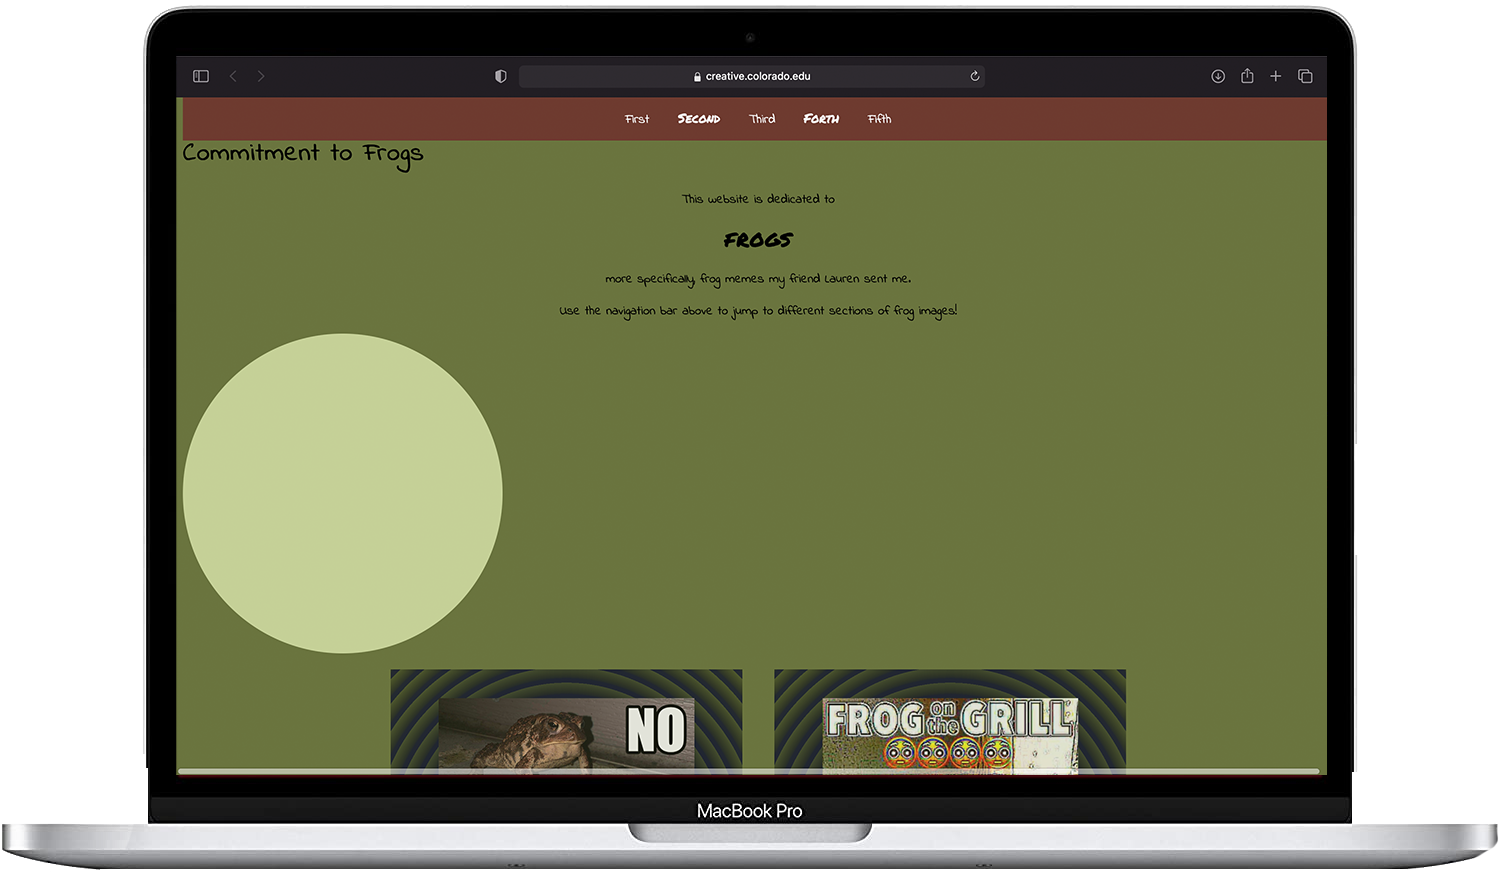 creative.colorado.edu
First Second Third Forth Fifth
Commitment to Frogs
This website is dedicated to
FROGS
more specifically, frog memes my friend Lauren sent me.
Use the navigation bar above to jump to different sections of frog images!
NO
FROG on the GRILL
MacBook Pro